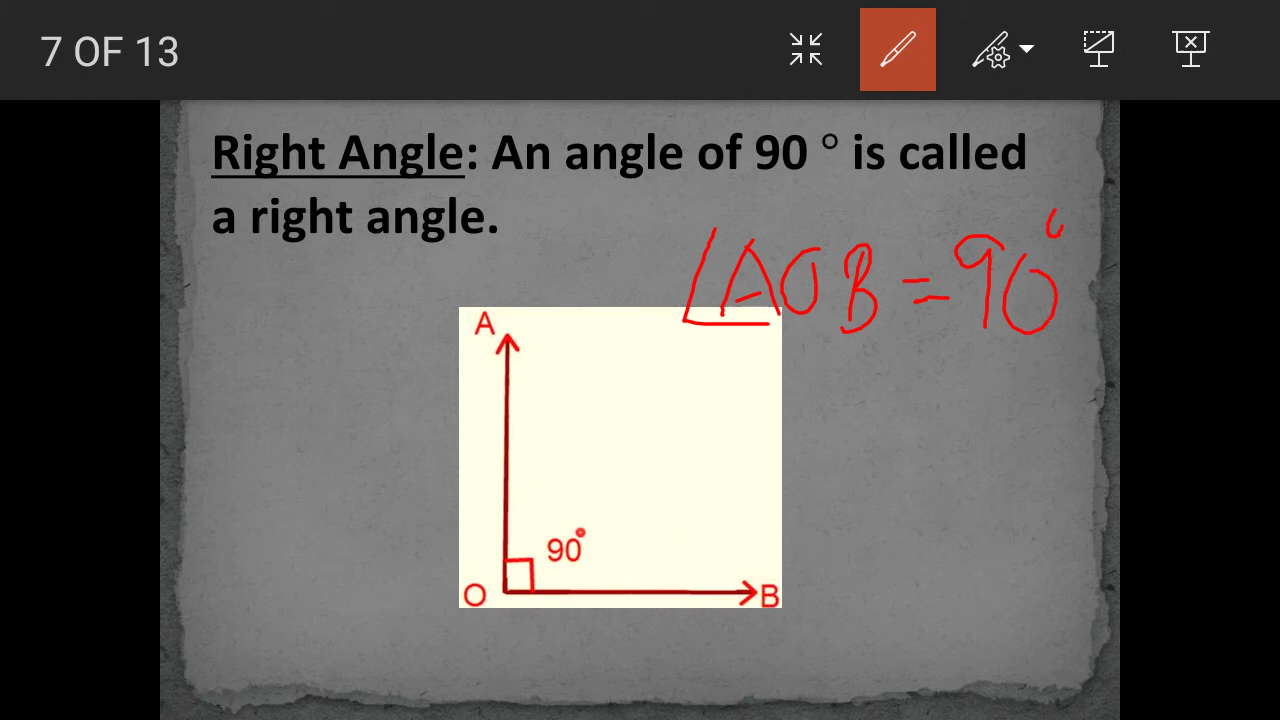 7 OF 13
Right Angle: An angle of 90 ° is called
a right angle.
∠AOB = 90°
A
90°
O
B